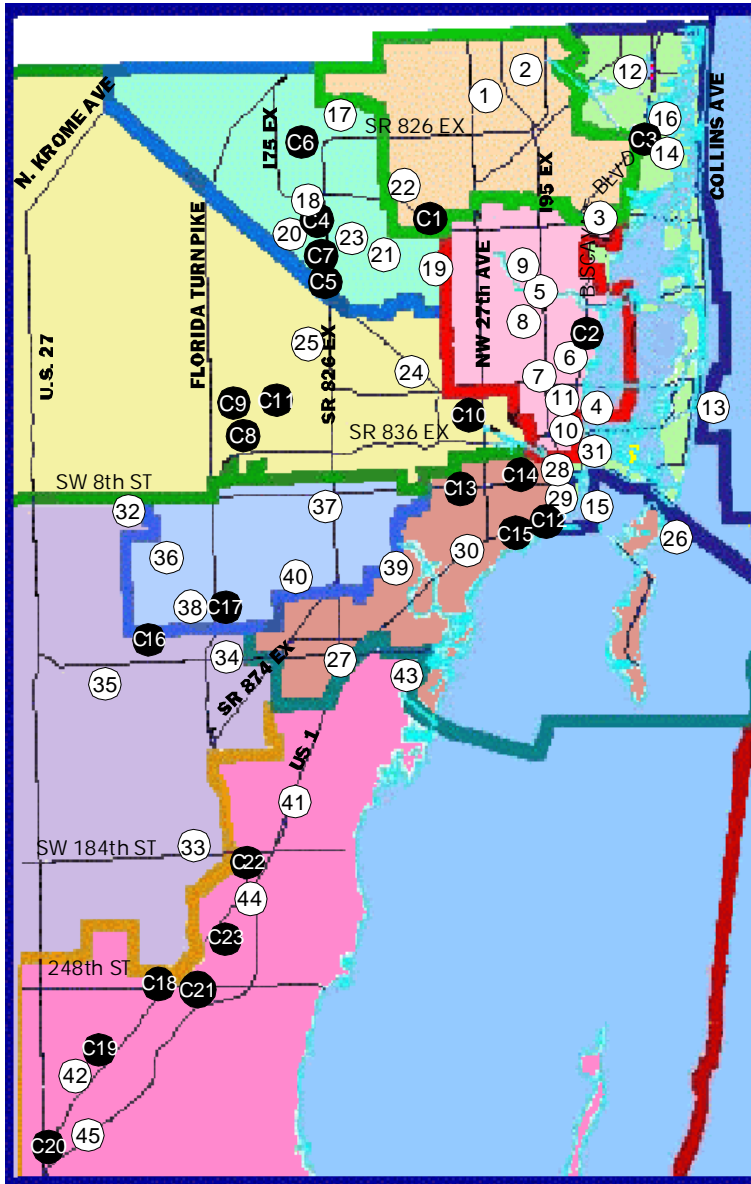 2
12
1
17
16
I75 EX
SR 826 EX
C3
C6
N. KROME AVE
14
COLLINS AVE
BISCAYNE BLVD
I95 EX
22
18
C4
C1
3
20
23
21
C7
19
9
C5
5
FLORIDA TURNPIKE
NW 27th AVE
8
C2
U.S. 27
25
SR 826 EX
6
24
7
C9
C11
11
4
13
C10
C8
SR 836 EX
10
31
28
C14
SW 8th ST
C13
32
37
29
15
C12
C15
26
36
30
39
40
38
C17
C16
34
27
35
SR 874 EX
43
US 1
41
33
SW 184th ST
C22
44
C23
248th ST
C18
C21
C19
42
45
C20